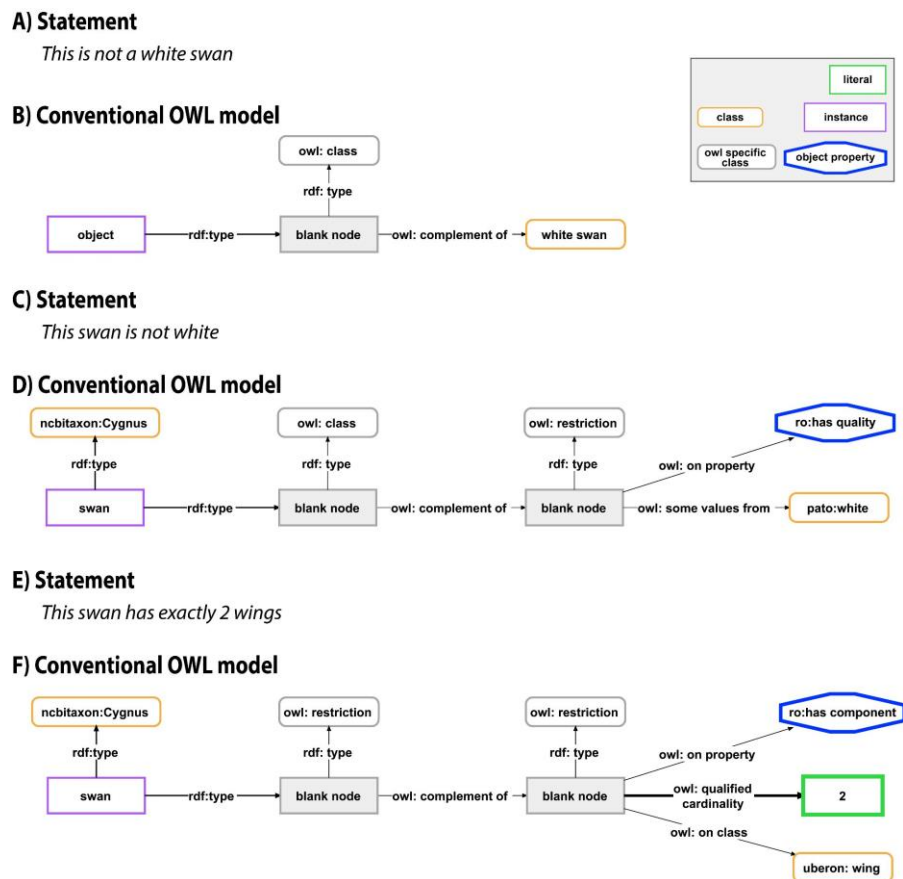 A) Statement
This is not a white swan
literal
class
instance
owl specific
class
object property
B) Conventional OWL model
owl: class
rdf: type
object
rdf:type
blank node
owl: complement of
white swan
C) Statement
This swan is not white
D) Conventional OWL model
ncbitaxon:Cygnus
owl: class
owl: restriction
ro:has quality
rdf:type
rdf: type
rdf: type
owl: on property
swan
rdf:type
blank node
owl: complement of
blank node
owl: some values from
pato:white
E) Statement
This swan has exactly 2 wings
F) Conventional OWL model
ncbitaxon:Cygnus
owl: restriction
owl: restriction
ro:has component
rdf:type
rdf: type
rdf: type
owl: on property
swan
rdf:type
blank node
owl: complement of
blank node
owl: qualified
cardinality
2
owl: on class
uberon: wing